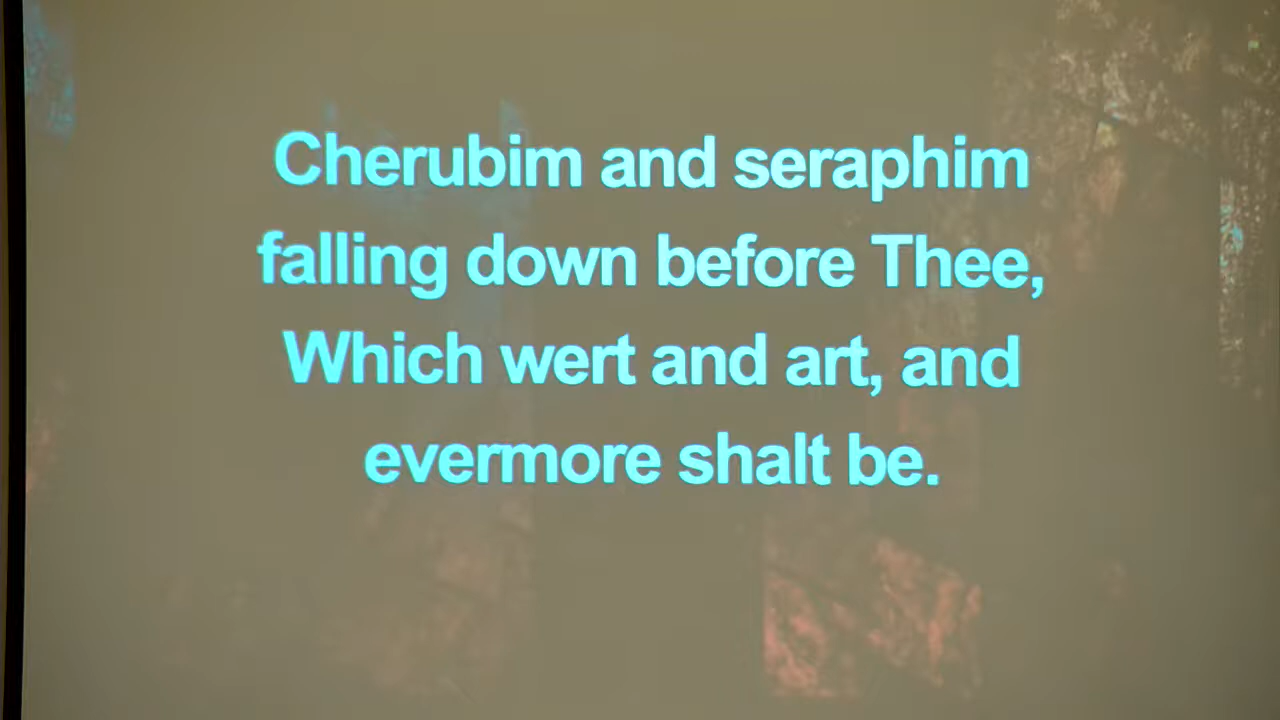 Cherubim and seraphim
falling down before Thee,
Which wert and art, and
evermore shalt be.